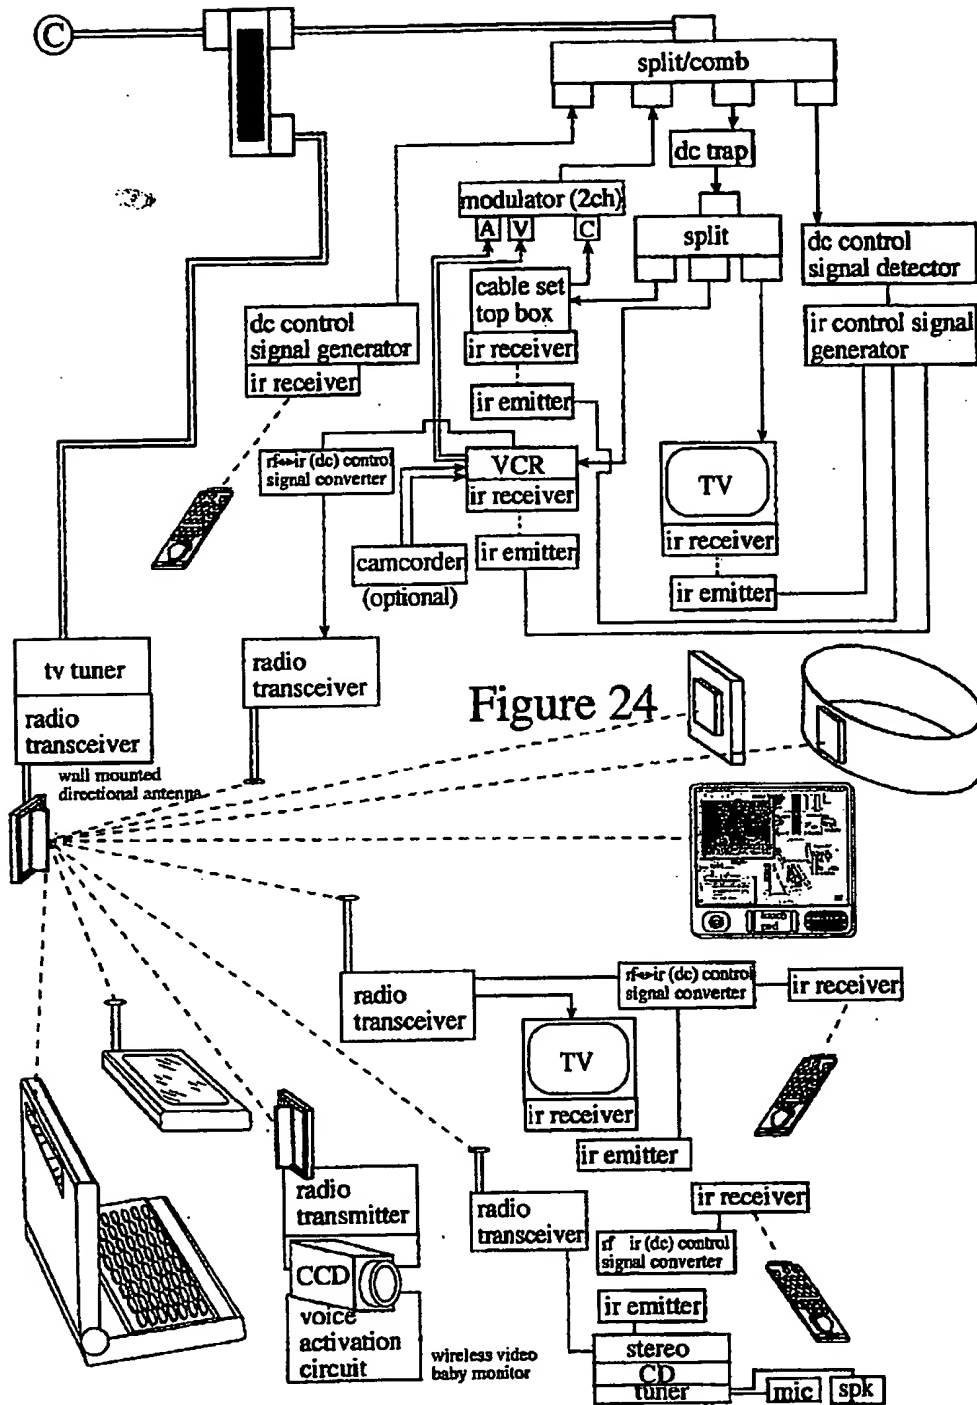 C
split/comb
dc trap
modulator (2ch)
A V C
split
dc control
signal detector
cable set
top box
ir receiver
dc control
signal generator
ir receiver
ir control signal
generator
ir emitter
rf↔ir (dc) control
signal converter
VCR
ir receiver
TV
ir receiver
ir emitter
camcorder
(optional)
ir emitter
tv tuner
radio
transceiver
radio
transceiver
Figure 24
wall mounted
directional antenna
touch
pad
radio
transceiver
rf↔ir (dc) control
signal converter
ir receiver
TV
ir receiver
ir emitter
radio
transmitter
radio
transceiver
ir receiver
rf ir (dc) control
signal converter
CCD
voice
activation
circuit
wireless video
baby monitor
ir emitter
stereo
CD
tuner
mic
spk